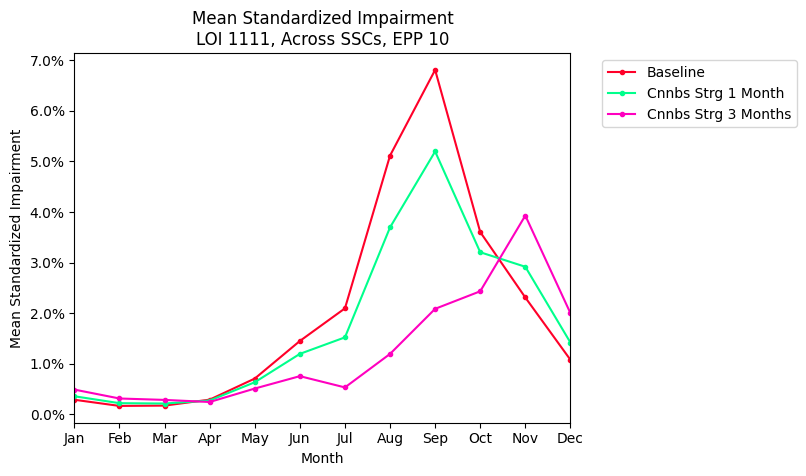 Mean Standardized Impairment
LOI 1111, Across SSCs, EPP 10
Mean Standardized Impairment
7.0%
6.0%
5.0%
4.0%
3.0%
2.0%
1.0%
0.0%
Jan Feb Mar Apr May Jun Jul Aug Sep Oct Nov Dec
Month
Baseline
Cnnbs Strg 1 Month
Cnnbs Strg 3 Months